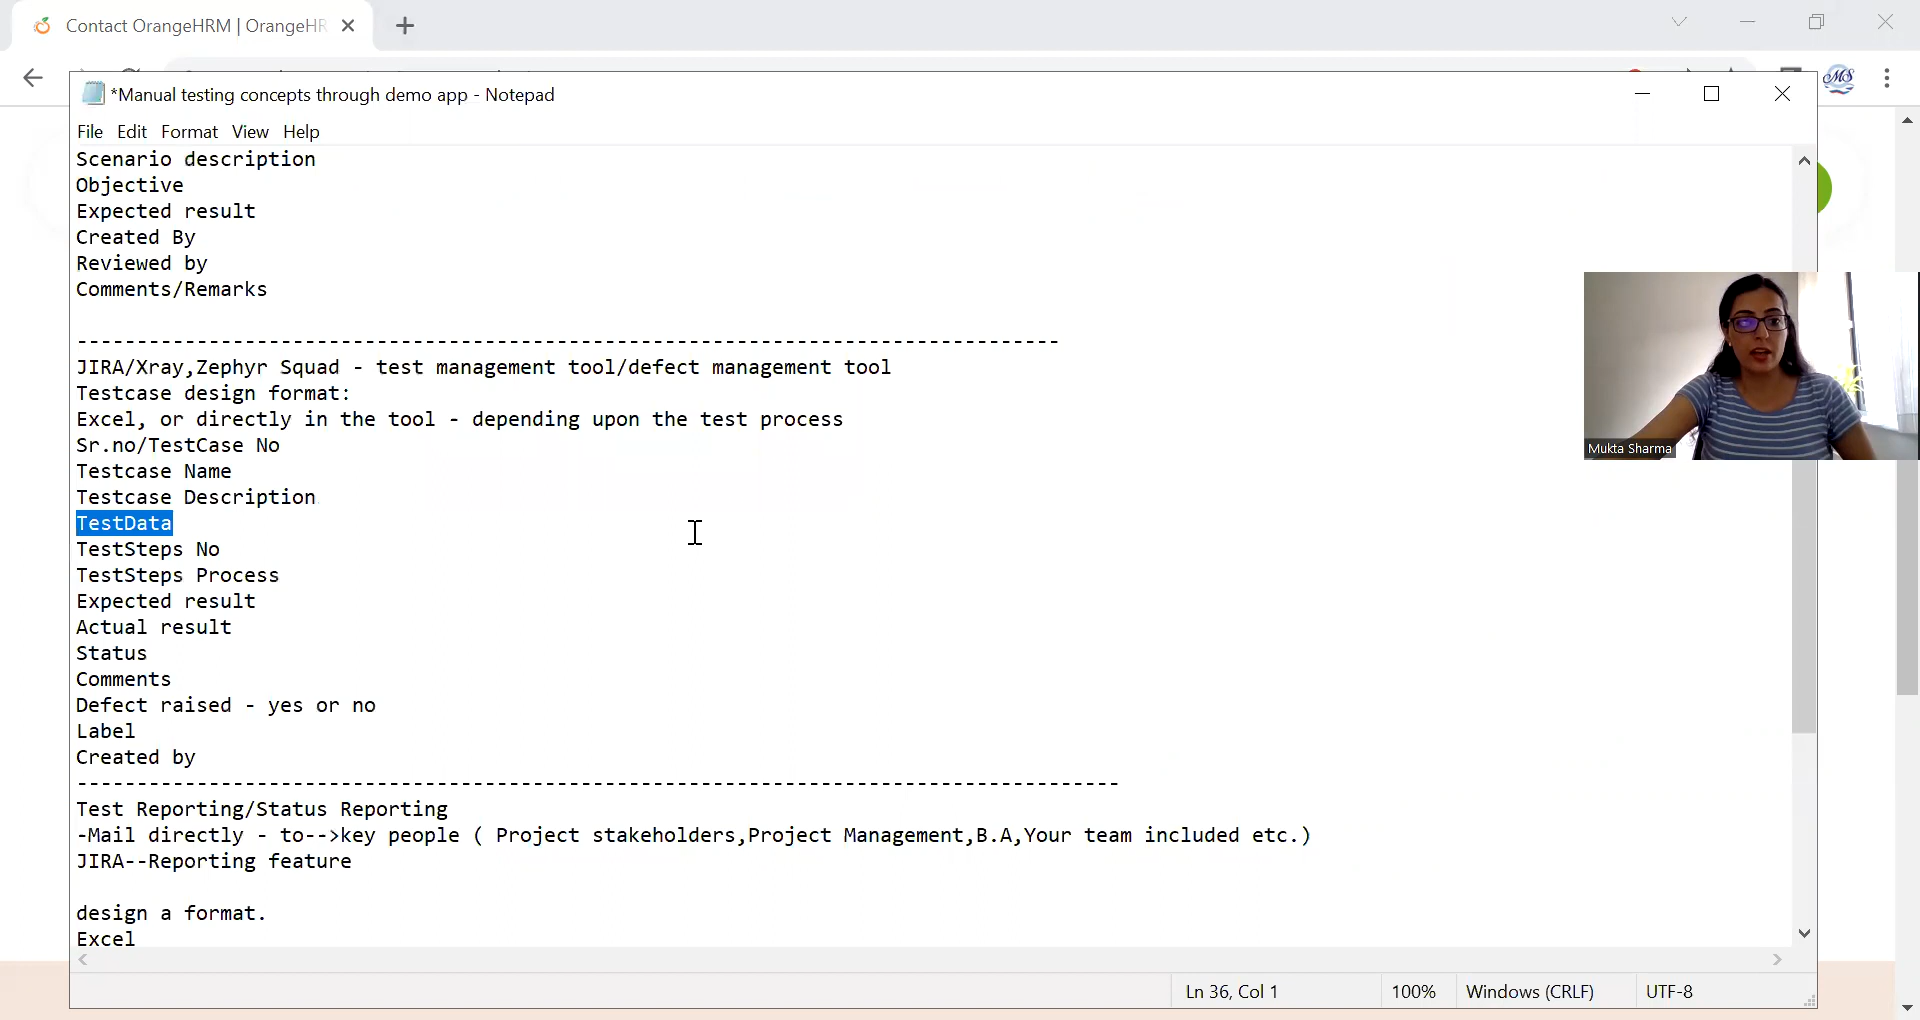 Contact OrangeHRM | OrangeHR
*Manual testing concepts through demo app - Notepad
MS
File Edit Format View Help
Scenario description
Objective
Expected result
Created By
Reviewed by
Comments/Remarks
----------------------------------------------------------------------------------
JIRA/Xray,Zephyr Squad - test management tool/defect management tool
Testcase design format:
Excel, or directly in the tool - depending upon the test process
Sr.no/TestCase No
Testcase Name
Testcase Description
TestData
TestSteps No
TestSteps Process
Expected result
Actual result
Status
Comments
Defect raised - yes or no
Label
Created by
---------------------------------------------------------------------------------------
Test Reporting/Status Reporting
-Mail directly - to-->key people ( Project stakeholders,Project Management,B.A,Your team included etc.)
JIRA--Reporting feature
design a format.
Excel
Mukta Sharma
Ln 36, Col 1 100% Windows (CRLF) UTF-8